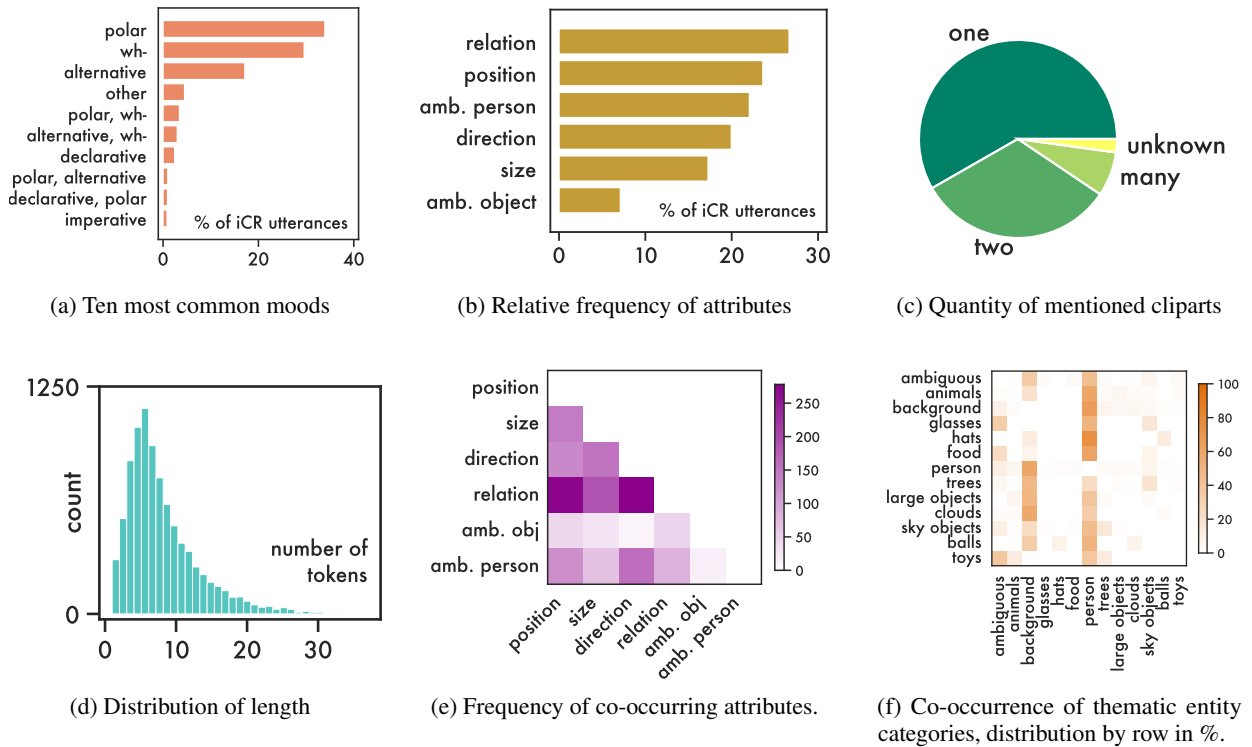 polar
wh-
alternative
other
polar, wh-
alternative, wh-
declarative
polar, alternative
declarative, polar
imperative
% of iCR utterances
0 20 40
(a) Ten most common moods
relation
position
amb. person
direction
size
amb. object
% of iCR utterances
0 10 20 30
(b) Relative frequency of attributes
one
unknown
many
two
(c) Quantity of mentioned cliparts
1250
count
0
number of
tokens
0 10 20 30
(d) Distribution of length
position
size
direction
relation
amb. obj
amb. person
position
size
direction
relation
amb. obj
amb. person
250
200
150
100
50
0
(e) Frequency of co-occurring attributes.
ambiguous
animals
background
glasses
hats
food
person
trees
large objects
clouds
sky objects
balls
toys
ambiguous
animals
background
glasses
hats
food
person
trees
large objects
clouds
sky objects
balls
toys
100
80
60
40
20
0
(f) Co-occurrence of thematic entity
categories, distribution by row in %.